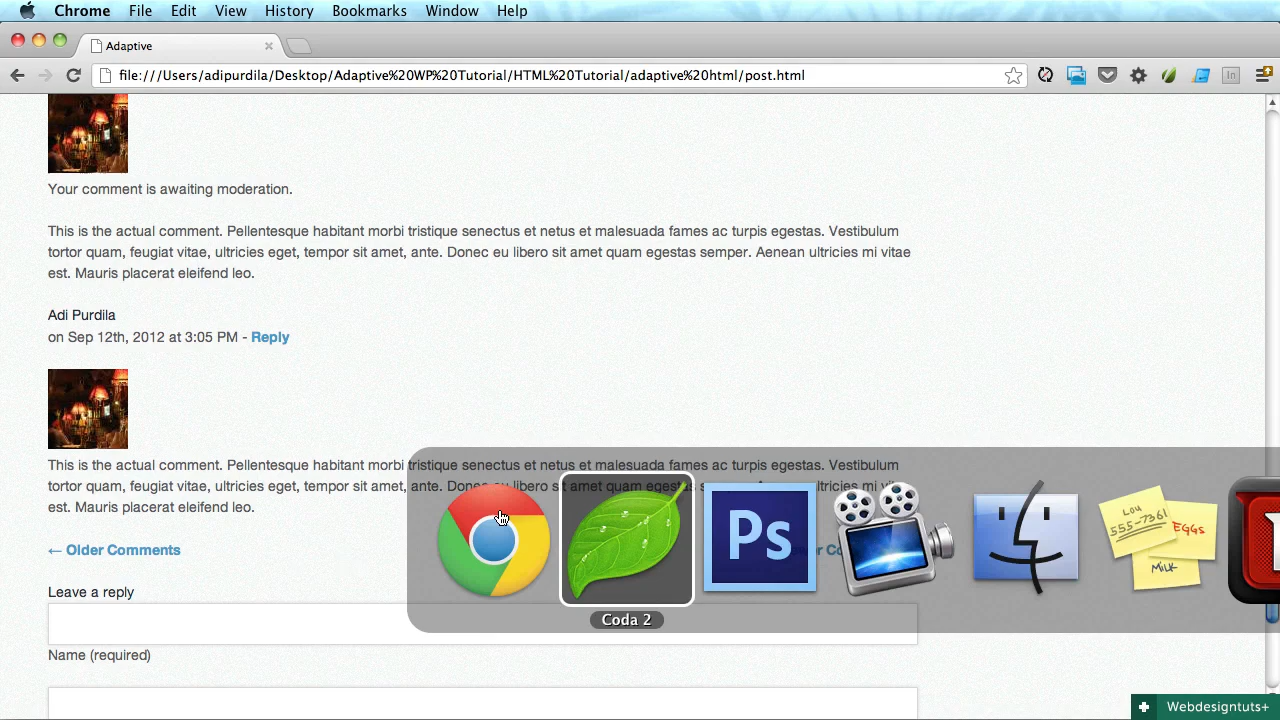 Chrome File Edit View History Bookmarks Window Help
Adaptive
file:///Users/adipurdila/Desktop/Adaptive%20WP%20Tutorial/HTML%20Tutorial/adaptive%20html/post.html
In
Your comment is awaiting moderation.
This is the actual comment. Pellentesque habitant morbi tristique senectus et netus et malesuada fames ac turpis egestas. Vestibulum
tortor quam, feugiat vitae, ultricies eget, tempor sit amet, ante. Donec eu libero sit amet quam egestas semper. Aenean ultricies mi vitae
est. Mauris placerat eleifend leo.
Adi Purdila
on Sep 12th, 2012 at 3:05 PM - Reply
This is the actual comment. Pellentesque habitant morbi tristique senectus et netus et malesuada fames ac turpis egestas. Vestibulum
tortor quam, feugiat vitae, ultricies eget, tempor sit amet, ante.
est. Mauris placerat eleifend leo.
← Older Comments
Ps
Lou
555-7361
EGGS
MILK
Leave a reply
Coda 2
Name (required)
Webdesigntuts+